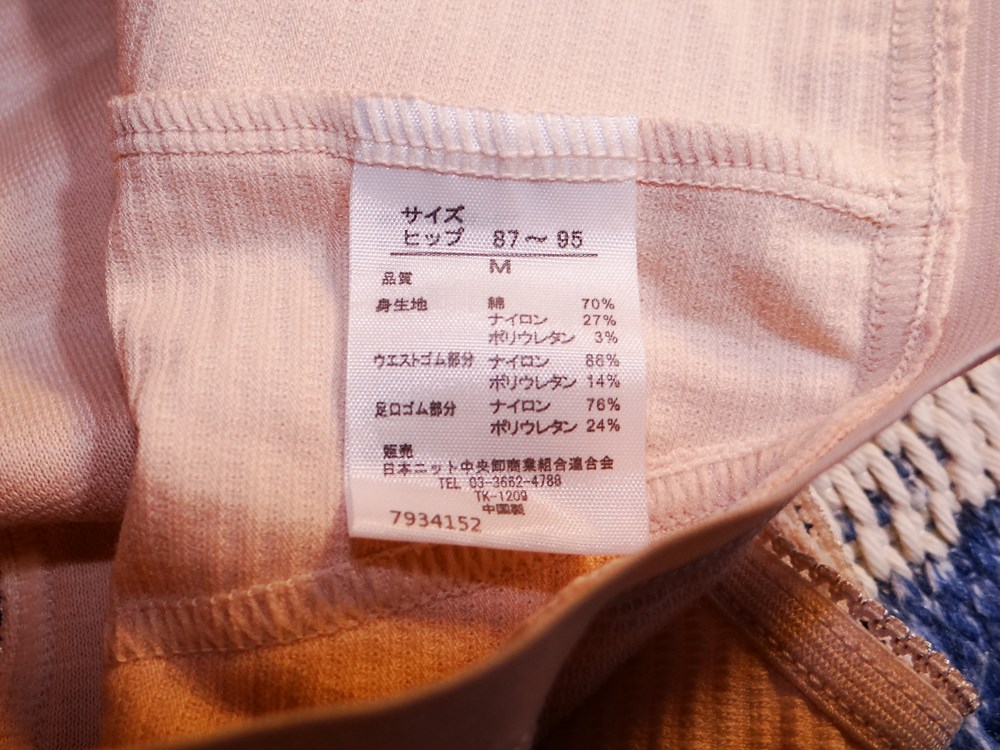 サイズ
ヒップ 87～95
M
品質
身生地 綿 70%
ナイロン 27%
ポリウレタン 3%
ウエストゴム部分 ナイロン 86%
ポリウレタン 14%
足口ゴム部分 ナイロン 76%
ポリウレタン 24%
販売
日本ニット中央卸商業組合連合会
TEL 03-3662-4788
TK-1209
中国製
7934152